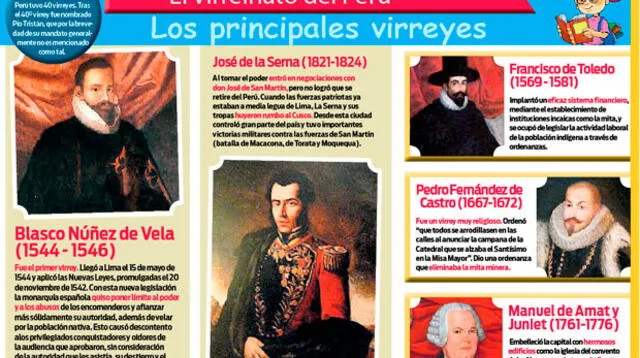 Perú tuvo 40 virreyes. Tras
el 40º virey fue nombrado
Pío Tristán, que por la breve-
dad de su mandato general-
mente no es mencionado
como tal.
El virreinato del Perú
Los principales virreyes
Blasco Núñez de Vela
(1544 - 1546)
Fue el primer virrey. Llegó a Lima el 15 de mayo de
1544 y aplicó las Nuevas Leyes, promulgadas el 20
de noviembre de 1542. Con esta nueva legislación
la monarquía española quiso poner límite al poder
y a los abusos de los encomenderos y afianzar
más sólidamente su autoridad, además de velar
por la población nativa. Esto causó descontento
a los privilegiados conquistadores y oidores de
la audiencia que aprobaron, sin consideración
de la autoridad que les asistía, su destierro y el
José de la Serna (1821-1824)
Al tomar el poder entró en negociaciones con
don José de San Martín, pero no logró que se
retire del Perú. Cuando las fuerzas patriotas ya
estaban a media legua de Lima, La Serna y sus
tropas huyeron rumbo al Cusco. Desde esta ciudad
controló gran parte del país y tuvo importantes
victorias militares contra las fuerzas de San Martín
(batalla de Macacona, de Torata y Moquegua).
Francisco de Toledo
(1569 - 1581)
Implantó un eficaz sistema financiero,
mediante el establecimiento de
instituciones incaicas como la mita, y
se ocupó de legislar la actividad laboral
de la población indígena a través de
ordenanzas.
Pedro Fernández de
Castro (1667-1672)
Fue un virrey muy religioso. Ordenó
"que todos se arrodillasen en las
calles al anunciar la campana de la
Catedral que se alzaba el Santísimo
en la Misa Mayor". Dio una ordenanza
que eliminaba la mita minera.
Manuel de Amat y
Juniet (1761-1776)
Embelleció la capital con hermosos
edificios como la iglesia del convento